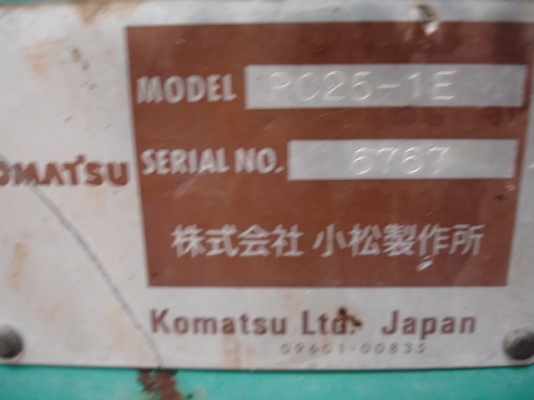 MODEL PC25-1E
OMATSU
SERIAL NO. 6767
株式会社 小松製作所
Komatsu Ltd. Japan
09601-00835